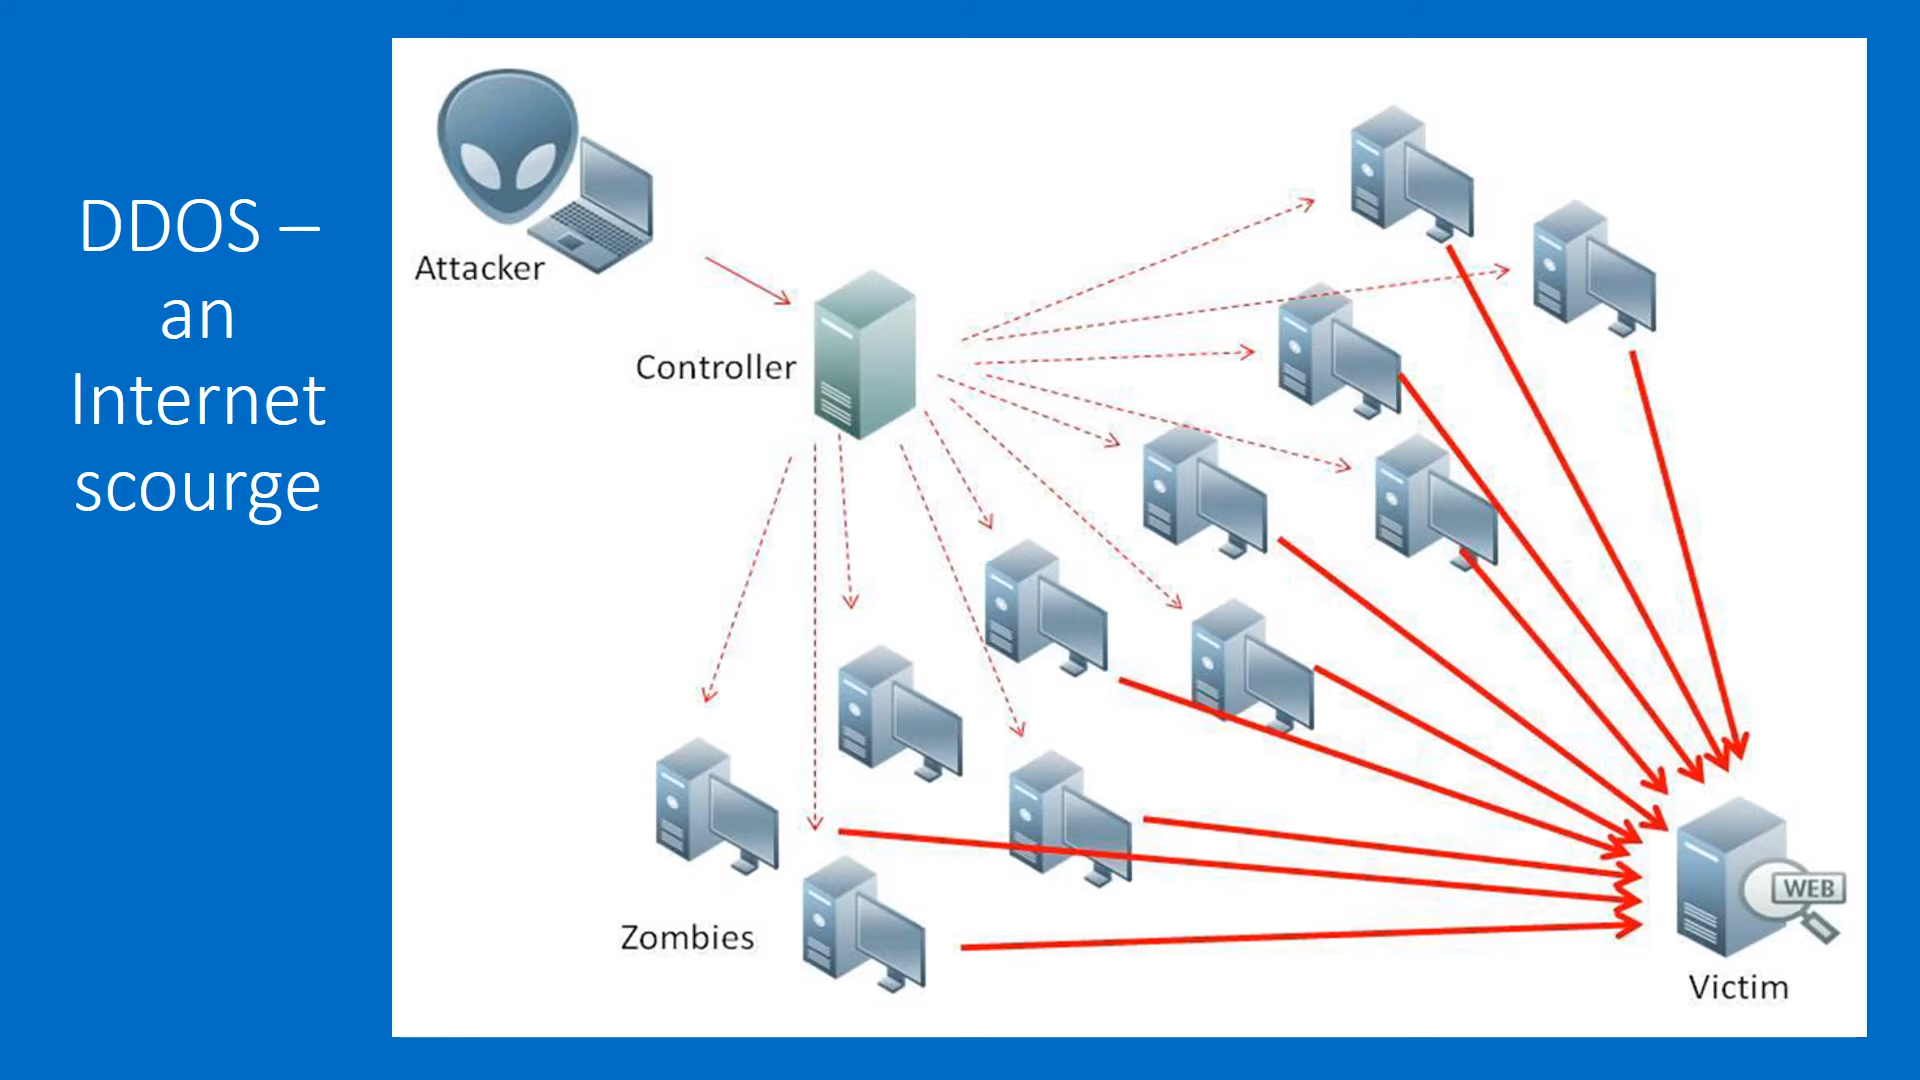 DDOS –
an
Internet
scourge
Attacker
Controller
Zombies
WEB
Victim